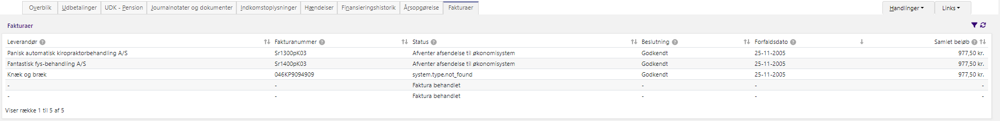 Overblik Udbetalinger UDK - Pension Journalnotater og dokumenter Indkomstoplysninger Hændelser Finansieringshistorik Årsopgørelse Fakturaer Handlinger Links
Fakturaer
Leverandør Fakturanummer Status Beslutning Forfaldsdato Samlet beløb
Panisk automatisk kiropraktorbehandling A/S Sr1300pK03 Afventer afsendelse til økonomisystem Godkendt 25-11-2005 977,50 kr.
Fantastisk fys-behandling A/S Sr1400pK03 Afventer afsendelse til økonomisystem Godkendt 25-11-2005 977,50 kr.
Knæk og bræk 046KP9094909 system.type.not_found Godkendt 25-11-2005 977,50 kr.
- - Faktura behandlet - - -
- - Faktura behandlet - - -
Viser række 1 til 5 af 5